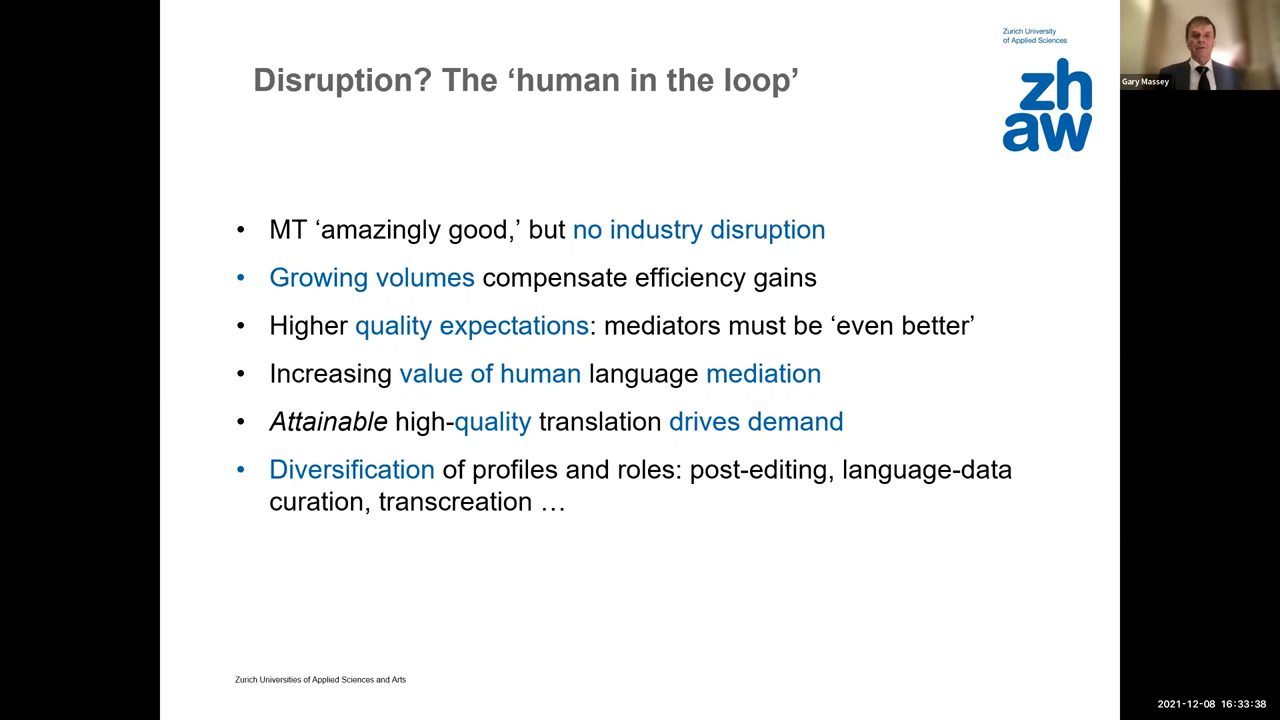 Zurich University
of Applied Sciences
zh
aw
Gary Massey
Disruption? The ‘human in the loop’
• MT ‘amazingly good,’ but no industry disruption
• Growing volumes compensate efficiency gains
• Higher quality expectations: mediators must be ‘even better’
• Increasing value of human language mediation
• Attainable high-quality translation drives demand
• Diversification of profiles and roles: post-editing, language-data
curation, transcreation …
Zurich Universities of Applied Sciences and Arts
2021-12-08 16:33:38